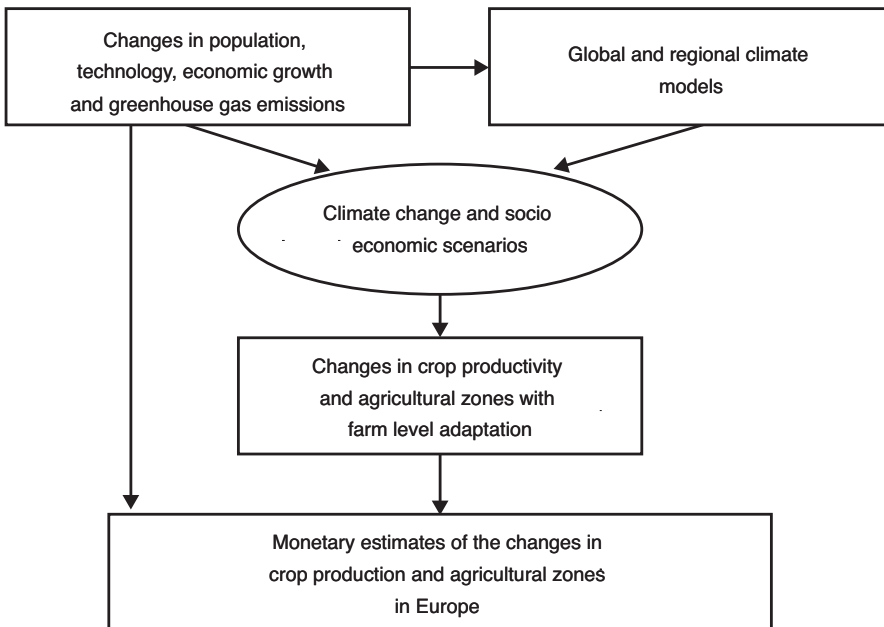 Changes in population,
technology, economic growth
and greenhouse gas emissions
Global and regional climate
models
Climate change and socio
economic scenarios
Changes in crop productivity
and agricultural zones with
farm level adaptation
Monetary estimates of the changes in
crop production and agricultural zones
in Europe